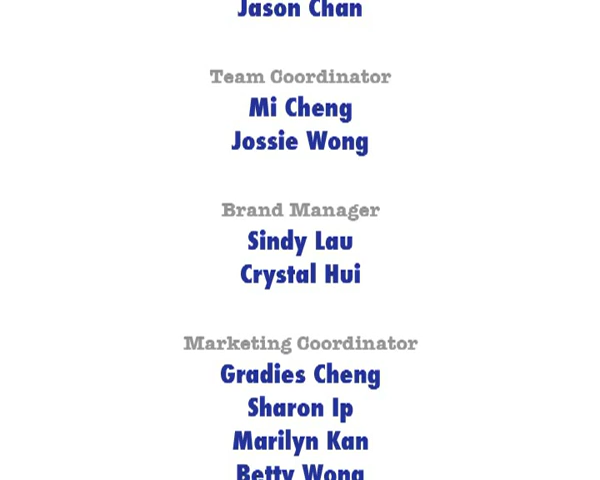 Jason Chan
Team Coordinator
Mi Cheng
Jossie Wong
Brand Manager
Sindy Lau
Crystal Hui
Marketing Coordinator
Gradies Cheng
Sharon Ip
Marilyn Kan
Betty Wong